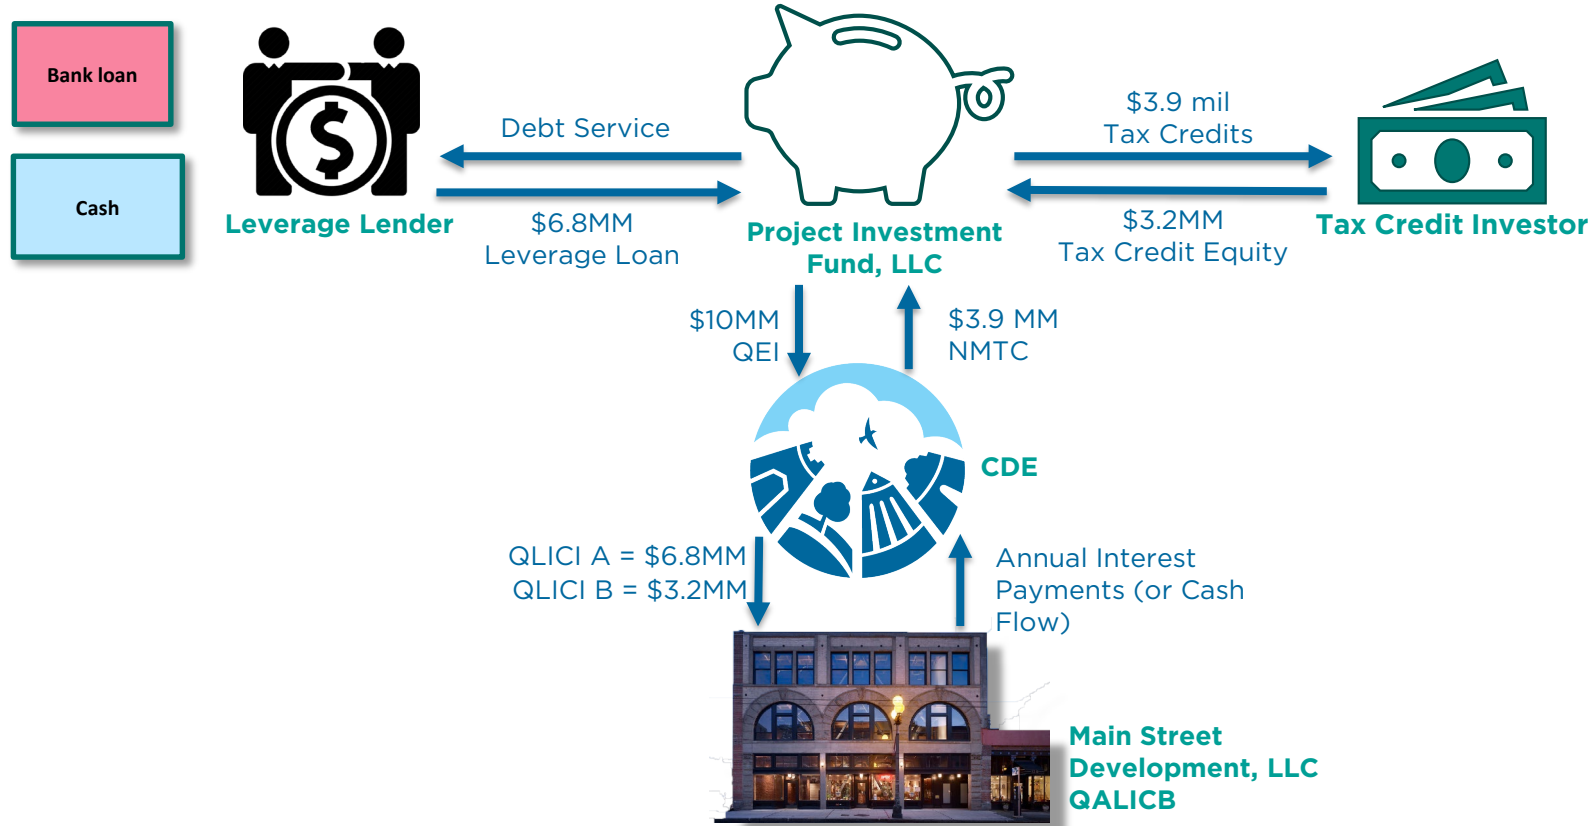 Bank loan
Cash
Leverage Lender
Debt Service
$6.8MM
Leverage Loan
Project Investment
Fund, LLC
$3.9 mil
Tax Credits
$3.2MM
Tax Credit Equity
Tax Credit Investor
$10MM
QEI
$3.9 MM
NMTC
CDE
QLICI A = $6.8MM
QLICI B = $3.2MM
Annual Interest
Payments (or Cash
Flow)
Main Street
Development, LLC
QALICB